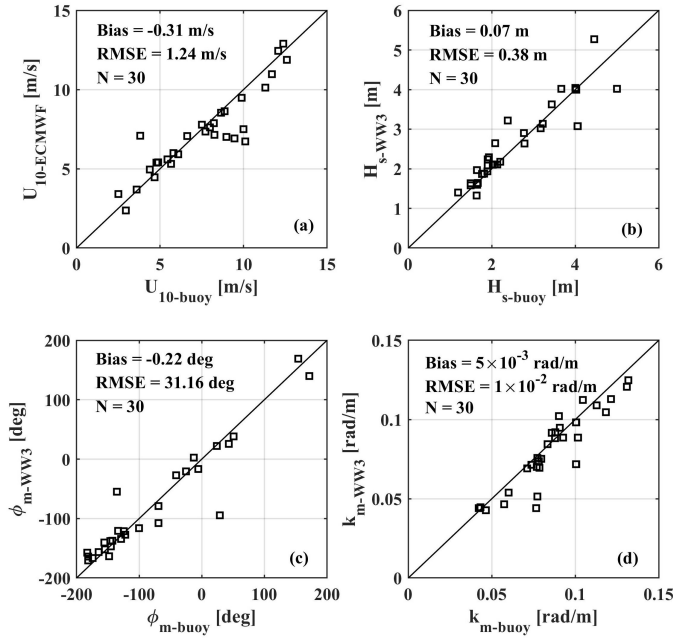 Bias = -0.31 m/s
RMSE = 1.24 m/s
N = 30
(a)
U10-ECMWF [m/s]
15
10
5
0
0 5 10 15
U10-buoy [m/s]
Bias = 0.07 m
RMSE = 0.38 m
N = 30
(b)
Hs-WW3 [m]
6
5
4
3
2
1
0
0 2 4 6
Hs-buoy [m]
Bias = -0.22 deg
RMSE = 31.16 deg
N = 30
(c)
ϕm-WW3 [deg]
200
100
0
-100
-200
-200 -100 0 100 200
ϕm-buoy [deg]
Bias = 5×10-3 rad/m
RMSE = 1×10-2 rad/m
N = 30
(d)
km-WW3 [rad/m]
0.15
0.1
0.05
0
0 0.05 0.1 0.15
km-buoy [rad/m]